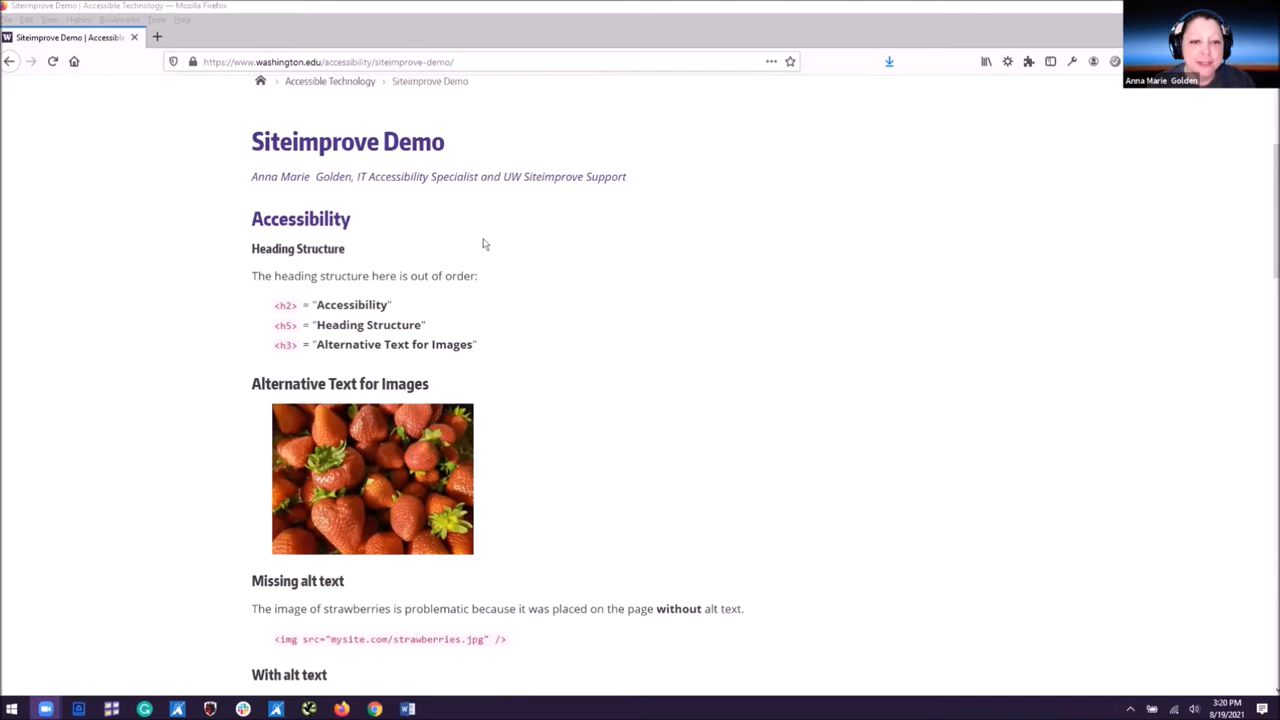 Siteimprove Demo | Accessible Technology — Mozilla Firefox
File Edit View History Bookmarks Tools Help
Siteimprove Demo | Accessible
https://www.washington.edu/accessibility/siteimprove-demo/
Anna Marie Golden
Accessible Technology > Siteimprove Demo
Siteimprove Demo
Anna Marie Golden, IT Accessibility Specialist and UW Siteimprove Support
Accessibility
Heading Structure
The heading structure here is out of order:
<h2> = "Accessibility"
<h5> = "Heading Structure"
<h3> = "Alternative Text for Images"
Alternative Text for Images
Missing alt text
The image of strawberries is problematic because it was placed on the page without alt text.
<img src="mysite.com/strawberries.jpg" />
With alt text
3:20 PM
8/19/2021